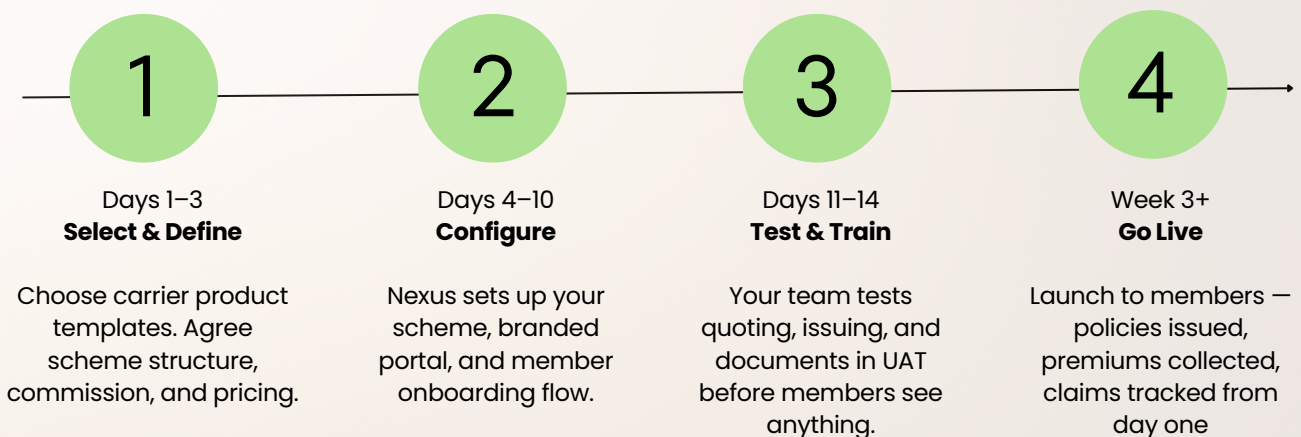 1
Days 1–3
Select & Define
Choose carrier product
templates. Agree
scheme structure,
commission, and pricing.
2
Days 4–10
Configure
Nexus sets up your
scheme, branded
portal, and member
onboarding flow.
3
Days 11–14
Test & Train
Your team tests
quoting, issuing, and
documents in UAT
before members see
anything.
4
Week 3+
Go Live
Launch to members —
policies issued,
premiums collected,
claims tracked from
day one